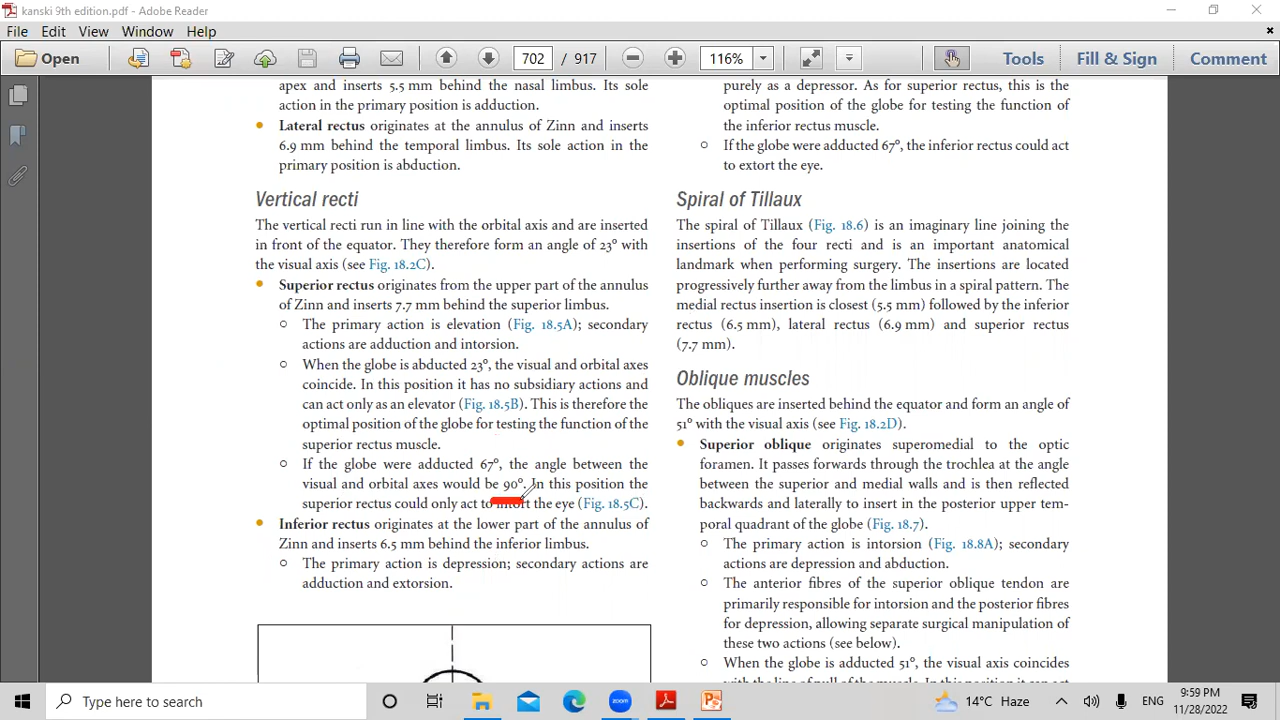 kanski 9th edition.pdf - Adobe Reader
File Edit View Window Help
Open 702 / 917 116% Tools Fill & Sign Comment
apex and inserts 5.5 mm behind the nasal limbus. Its sole
action in the primary position is adduction.
Lateral rectus originates at the annulus of Zinn and inserts
6.9 mm behind the temporal limbus. Its sole action in the
primary position is abduction.
Vertical recti
The vertical recti run in line with the orbital axis and are inserted
in front of the equator. They therefore form an angle of 23° with
the visual axis (see Fig. 18.2C).
Superior rectus originates from the upper part of the annulus
of Zinn and inserts 7.7 mm behind the superior limbus.
The primary action is elevation (Fig. 18.5A); secondary
actions are adduction and intorsion.
When the globe is abducted 23°, the visual and orbital axes
coincide. In this position it has no subsidiary actions and
can act only as an elevator (Fig. 18.5B). This is therefore the
optimal position of the globe for testing the function of the
superior rectus muscle.
If the globe were adducted 67°, the angle between the
visual and orbital axes would be 90°. In this position the
superior rectus could only act to intort the eye (Fig. 18.5C).
Inferior rectus originates at the lower part of the annulus of
Zinn and inserts 6.5 mm behind the inferior limbus.
The primary action is depression; secondary actions are
adduction and extorsion.
purely as a depressor. As for superior rectus, this is the
optimal position of the globe for testing the function of
the inferior rectus muscle.
If the globe were adducted 67°, the inferior rectus could act
to extort the eye.
Spiral of Tillaux
The spiral of Tillaux (Fig. 18.6) is an imaginary line joining the
insertions of the four recti and is an important anatomical
landmark when performing surgery. The insertions are located
progressively further away from the limbus in a spiral pattern. The
medial rectus insertion is closest (5.5 mm) followed by the inferior
rectus (6.5 mm), lateral rectus (6.9 mm) and superior rectus
(7.7 mm).
Oblique muscles
The obliques are inserted behind the equator and form an angle of
51° with the visual axis (see Fig. 18.2D).
Superior oblique originates superomedial to the optic
foramen. It passes forwards through the trochlea at the angle
between the superior and medial walls and is then reflected
backwards and laterally to insert in the posterior upper tem-
poral quadrant of the globe (Fig. 18.7).
The primary action is intorsion (Fig. 18.8A); secondary
actions are depression and abduction.
The anterior fibres of the superior oblique tendon are
primarily responsible for intorsion and the posterior fibres
for depression, allowing separate surgical manipulation of
these two actions (see below).
When the globe is adducted 51°, the visual axis coincides
Type here to search
zoom
14°C Haze
ENG
9:59 PM
11/28/2022